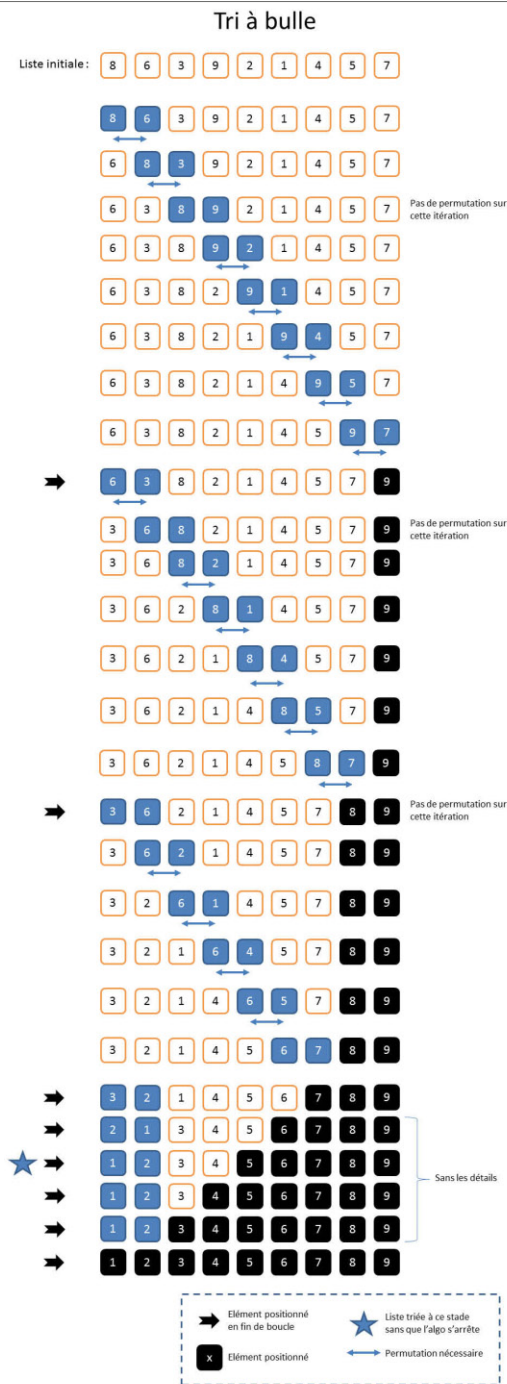 Tri à bulle
Liste initiale : 8 6 3 9 2 1 4 5 7
8 6 3 9 2 1 4 5 7
6 8 3 9 2 1 4 5 7
6 3 8 9 2 1 4 5 7 Pas de permutation sur
cette itération
6 3 8 9 2 1 4 5 7
6 3 8 2 9 1 4 5 7
6 3 8 2 1 9 4 5 7
6 3 8 2 1 4 9 5 7
6 3 8 2 1 4 5 9 7
6 3 8 2 1 4 5 7 9
3 6 8 2 1 4 5 7 9 Pas de permutation sur
cette itération
3 6 8 2 1 4 5 7 9
3 6 2 8 1 4 5 7 9
3 6 2 1 8 4 5 7 9
3 6 2 1 4 8 5 7 9
3 6 2 1 4 5 8 7 9
3 6 2 1 4 5 7 8 9 Pas de permutation sur
cette itération
3 6 2 1 4 5 7 8 9
3 2 6 1 4 5 7 8 9
3 2 1 6 4 5 7 8 9
3 2 1 4 6 5 7 8 9
3 2 1 4 5 6 7 8 9
3 2 1 4 5 6 7 8 9
2 1 3 4 5 6 7 8 9
1 2 3 4 5 6 7 8 9
Sans les détails
1 2 3 4 5 6 7 8 9
1 2 3 4 5 6 7 8 9
1 2 3 4 5 6 7 8 9
Elément positionné
en fin de boucle
Liste triée à ce stade
sans que l'algo s'arrête
x Elément positionné
Permutation nécessaire